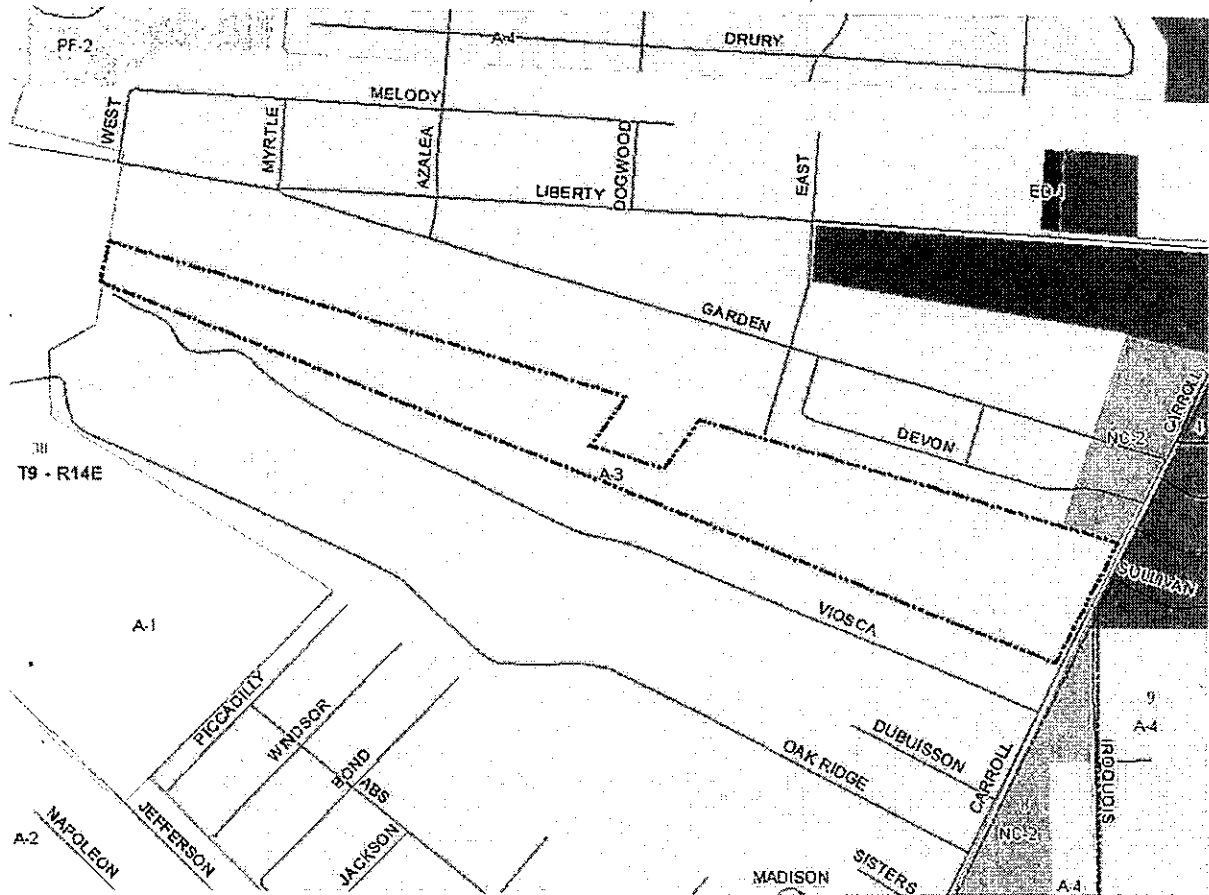 PF-2
A-4
DRURY
MELODY
WEST
MYRTLE
AZALEA
DOGWOOD
EAST
LIBERTY
ED-1
GARDEN
CARROLL
DEVON
NC-2
T9 - R14E
A-3
SULLIVAN
VIOSCA
A-1
PICCADILLY
WINDSOR
BOND
ABS
9
A-4
DUBUISSON
OAK RIDGE
CARROLL
IROQUOIS
NAPOLEON
A-2
JEFFERSON
JACKSON
NC-2
SISTERS
MADISON
A-4